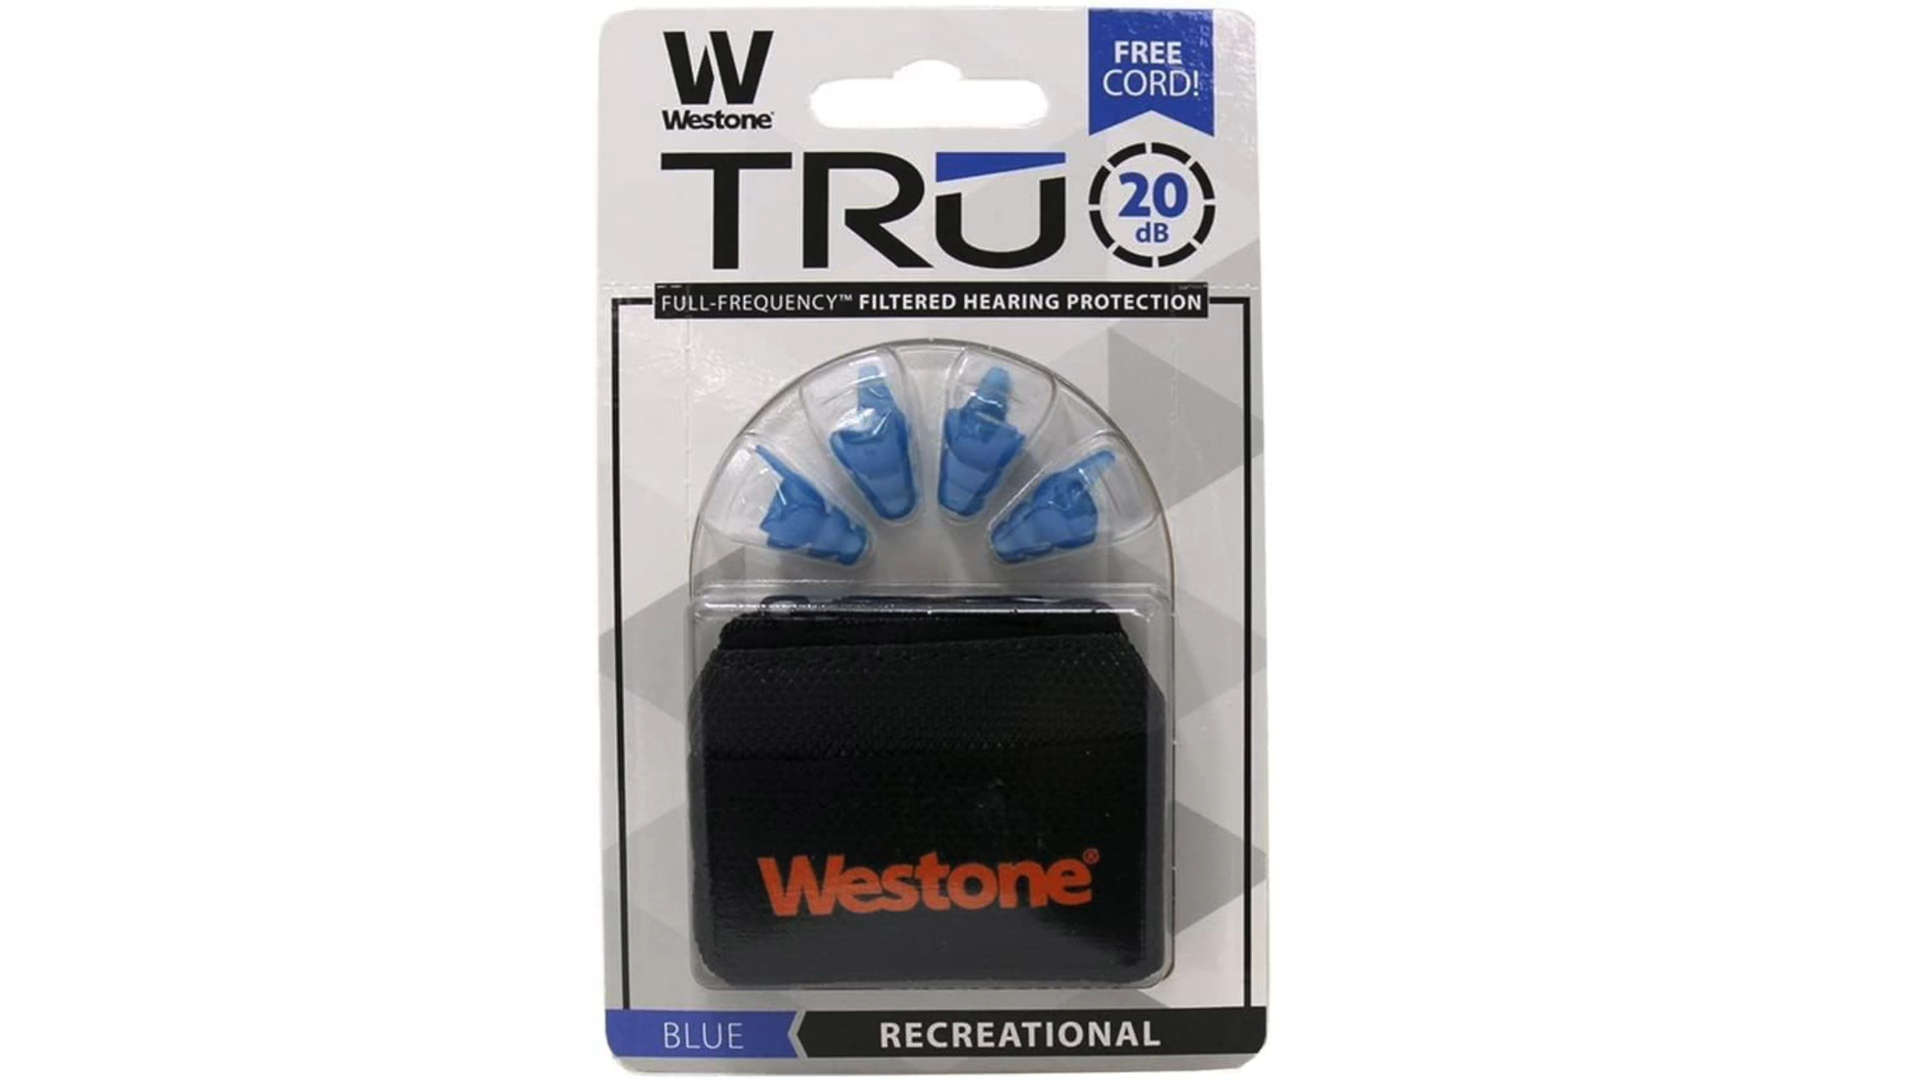 W
Westone
FREE
CORD!
TRU
20
dB
FULL-FREQUENCY™ FILTERED HEARING PROTECTION
Westone®
BLUE
RECREATIONAL